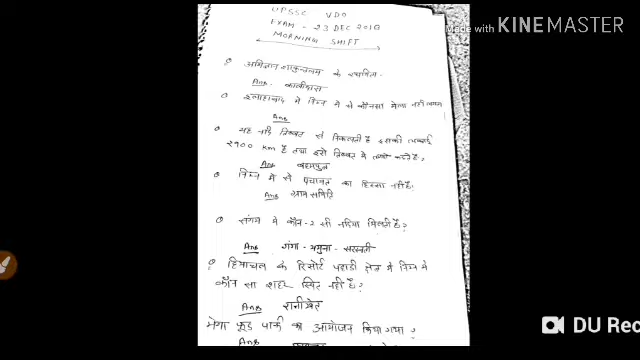 Made with KINEMASTER
UPSSC VDO
EXAM - 23 DEC 2018
MORNING SHIFT
अभिज्ञान शाकुन्तलम के रचयिता-
Ans कालीदास
इलाहाबाद मे निम्न मे से कौनसा मेला नही लगता
Ans
यह नदी तिब्बत से निकलती है इसकी लम्बाई
2900 Km है तथा इसे तिब्बत मे कहते है?
Ans ब्रह्मपुत्र
निम्न मे से पंचायत का हिस्सा नही है।
Ans ग्राम समिति
संगम मे कौन-2 सी नदिया मिलती है?
Ans गंगा-यमुना-सरस्वती
हिमाचल के रिसोर्ट पहाडी क्षेत्र मे निम्न मे
कौन सा शहर स्थित नही है?
Ans रानीखेत
मेगा फूड पार्क का आयोजन किया गया?
Ans
DU Rec